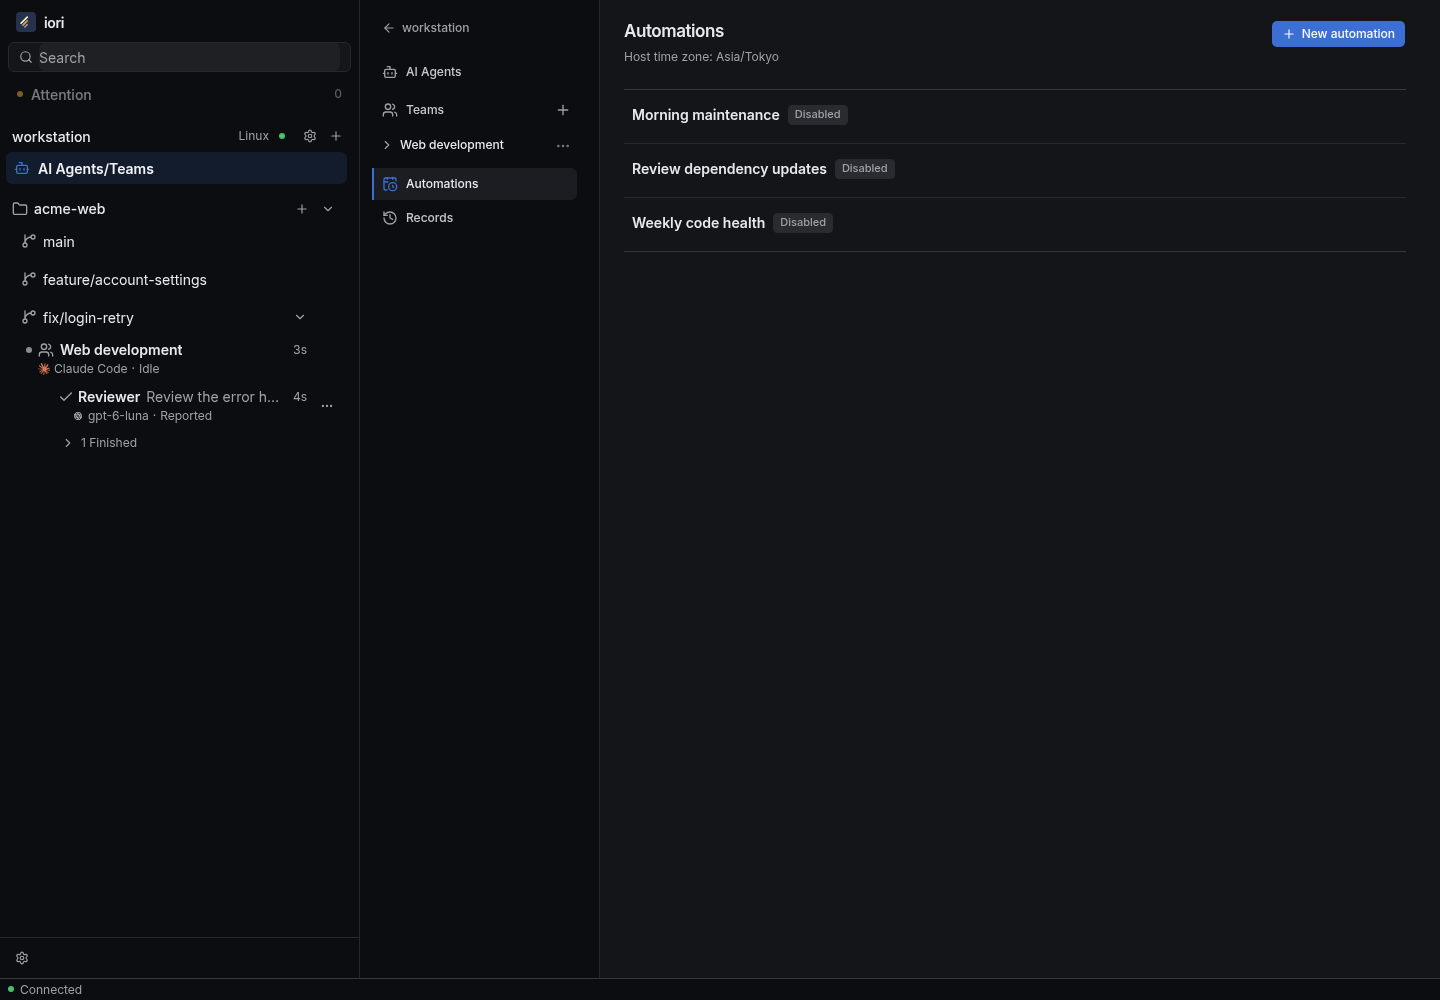 iori
Search
Attention 0
workstation Linux
AI Agents/Teams
acme-web
main
feature/account-settings
fix/login-retry
Web development 3s
Claude Code · Idle
Reviewer Review the error h... 4s
gpt-6-luna · Reported
1 Finished
Connected
workstation
AI Agents
Teams
Web development
Automations
Records
Automations
New automation
Host time zone: Asia/Tokyo
Morning maintenance Disabled
Review dependency updates Disabled
Weekly code health Disabled